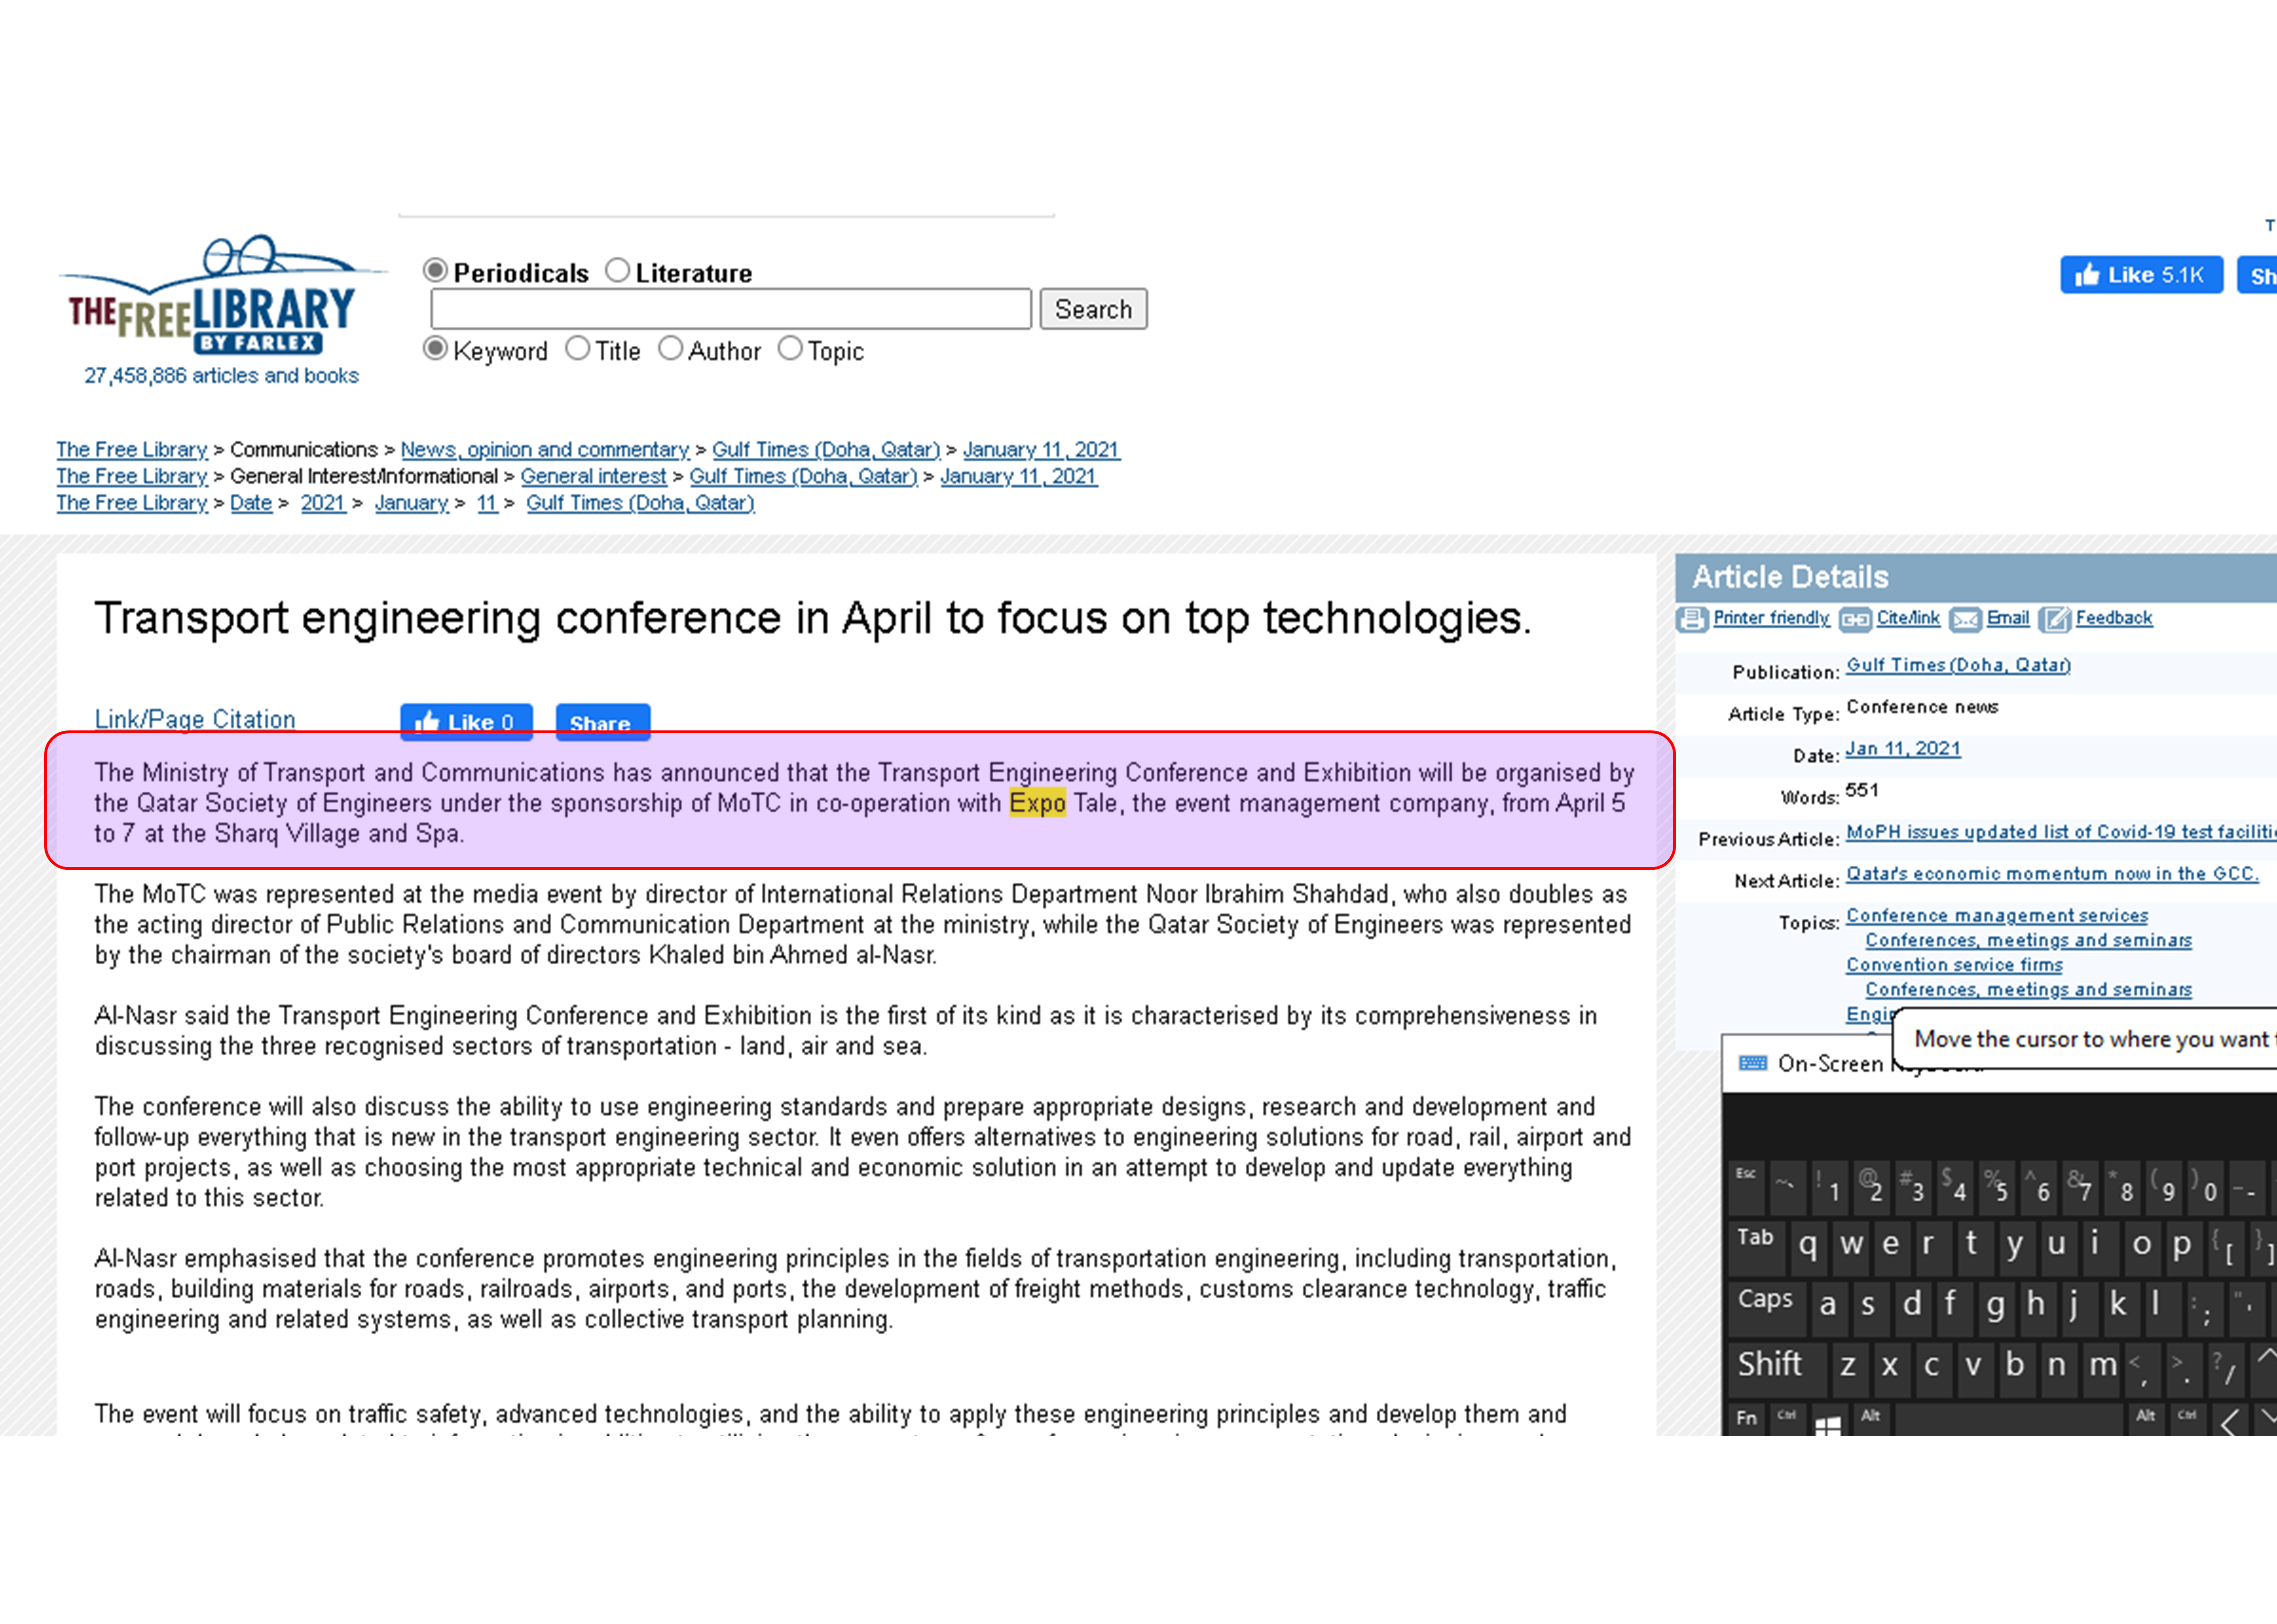 T
THE FREE LIBRARY
BY FARLEX
27,458,886 articles and books
Periodicals Literature
Search
Keyword Title Author Topic
Like 5.1K
Sh
The Free Library > Communications > News, opinion and commentary > Gulf Times (Doha, Qatar) > January 11, 2021
The Free Library > General Interest/Informational > General interest > Gulf Times (Doha, Qatar) > January 11, 2021
The Free Library > Date > 2021 > January > 11 > Gulf Times (Doha, Qatar)
Transport engineering conference in April to focus on top technologies.
Link/Page Citation
Like 0 Share
The Ministry of Transport and Communications has announced that the Transport Engineering Conference and Exhibition will be organised by
the Qatar Society of Engineers under the sponsorship of MoTC in co-operation with Expo Tale, the event management company, from April 5
to 7 at the Sharq Village and Spa.
The MoTC was represented at the media event by director of International Relations Department Noor Ibrahim Shahdad, who also doubles as
the acting director of Public Relations and Communication Department at the ministry, while the Qatar Society of Engineers was represented
by the chairman of the society's board of directors Khaled bin Ahmed al-Nasr.
Al-Nasr said the Transport Engineering Conference and Exhibition is the first of its kind as it is characterised by its comprehensiveness in
discussing the three recognised sectors of transportation - land, air and sea.
The conference will also discuss the ability to use engineering standards and prepare appropriate designs, research and development and
follow-up everything that is new in the transport engineering sector. It even offers alternatives to engineering solutions for road, rail, airport and
port projects, as well as choosing the most appropriate technical and economic solution in an attempt to develop and update everything
related to this sector.
Al-Nasr emphasised that the conference promotes engineering principles in the fields of transportation engineering, including transportation,
roads, building materials for roads, railroads, airports, and ports, the development of freight methods, customs clearance technology, traffic
engineering and related systems, as well as collective transport planning.
The event will focus on traffic safety, advanced technologies, and the ability to apply these engineering principles and develop them and
Article Details
Printer friendly Cite/link Email Feedback
Publication: Gulf Times (Doha, Qatar)
Article Type: Conference news
Date: Jan 11, 2021
Words: 551
Previous Article: MoPH issues updated list of Covid-19 test faciliti
Next Article: Qatar's economic momentum now in the GCC.
Topics: Conference management services
Conferences, meetings and seminars
Convention service firms
Conferences, meetings and seminars
Engi
Move the cursor to where you want
On-Screen
Esc ~ ` ! 1 @ 2 # 3 $ 4 % 5 ^ 6 & 7 * 8 ( 9 ) 0 _ -
Tab q w e r t y u i o p { [ } ]
Caps a s d f g h j k l : ; " '
Shift z x c v b n m < , > . ? /
Fn Ctrl Alt Alt Ctrl